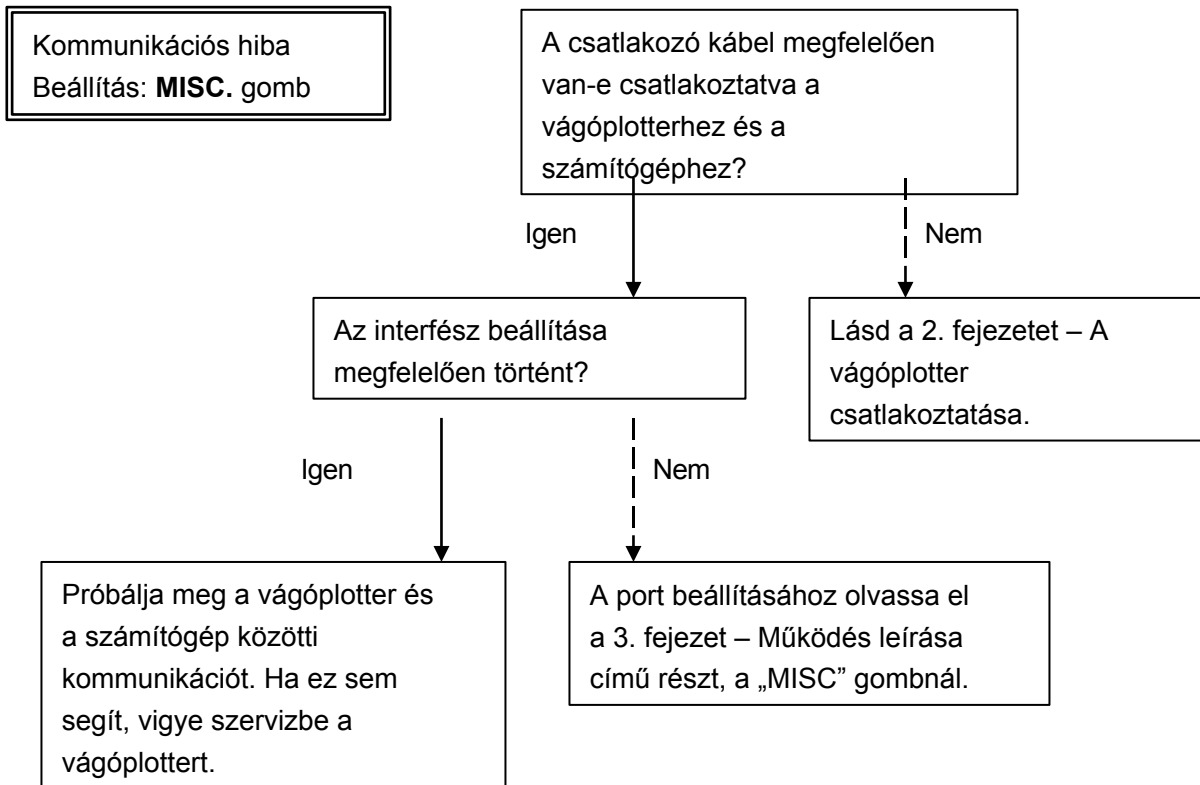 Kommunikációs hiba
Beállítás: MISC. gomb
A csatlakozó kábel megfelelően
van-e csatlakoztatva a
vágóplotterhez és a
számítógéphez?
Igen
Nem
Az interfész beállítása
megfelelően történt?
Lásd a 2. fejezetet – A
vágóplotter
csatlakoztatása.
Igen
Nem
Próbálja meg a vágóplotter és
a számítógép közötti
kommunikációt. Ha ez sem
segít, vigye szervizbe a
vágóplottert.
A port beállításához olvassa el
a 3. fejezet – Működés leírása
című részt, a „MISC” gombnál.